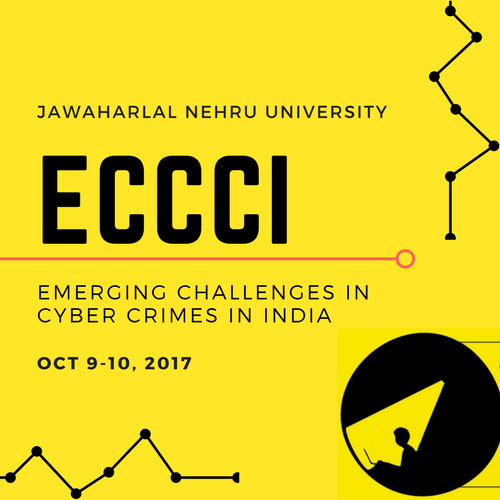 JAWAHARLAL NEHRU UNIVERSITY
ECCCI
EMERGING CHALLENGES IN
CYBER CRIMES IN INDIA
OCT 9-10, 2017